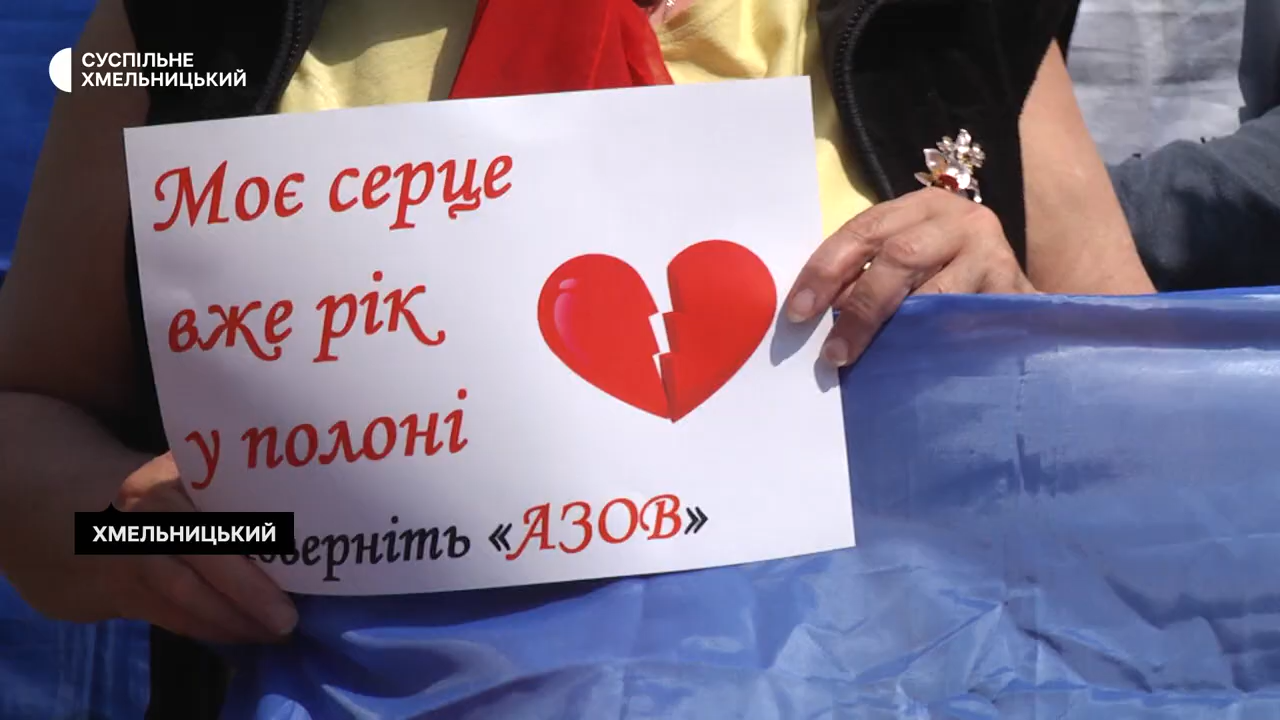 СУСПІЛЬНЕ
ХМЕЛЬНИЦЬКИЙ
Моє серце
вже рік
у полоні
«АЗОВ»
ХМЕЛЬНИЦЬКИЙ